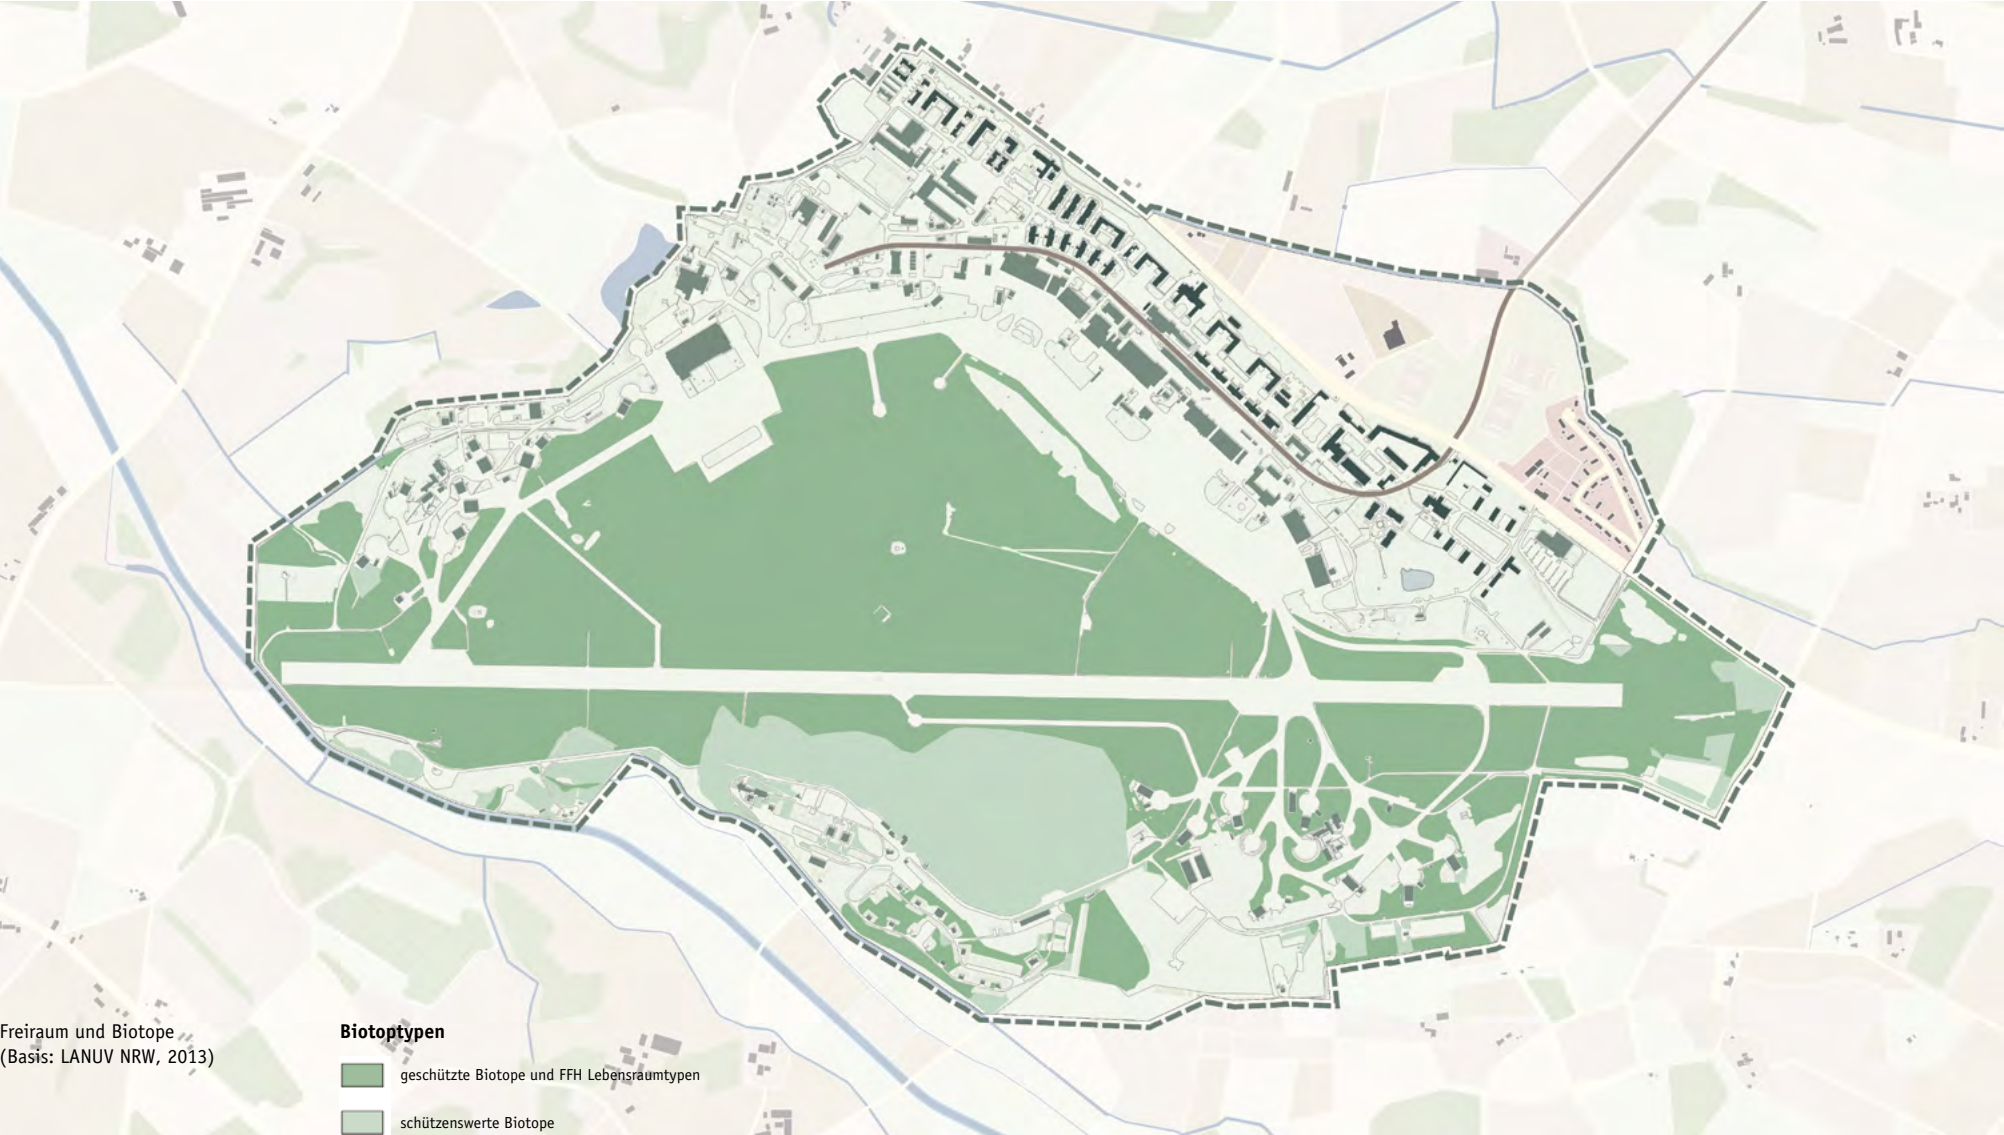 Freiraum und Biotope
(Basis: LANUV NRW, 2013)
Biotoptypen
geschützte Biotope und FFH Lebensraumtypen
schützenswerte Biotope